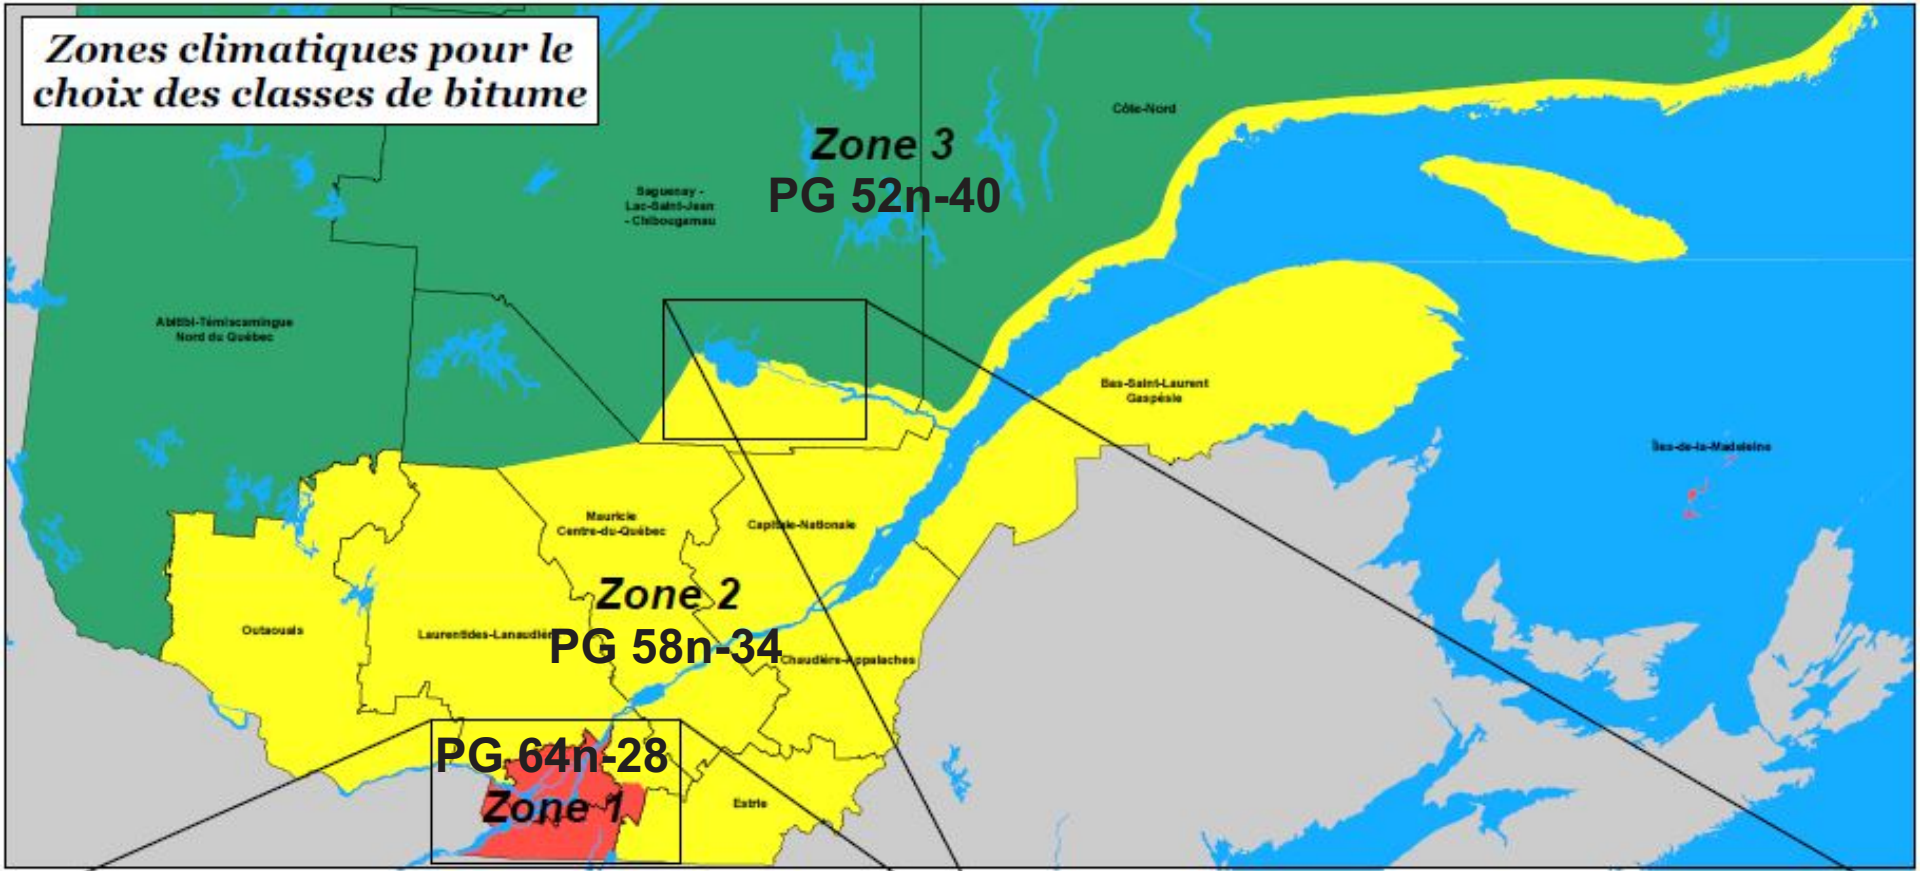 Zones climatiques pour le
choix des classes de bitume
Côte-Nord
Zone 3
PG 52n-40
Saguenay -
Lac-Saint-Jean
- Chibougamau
Abitibi-Témiscamingue
Nord du Québec
Bas-Saint-Laurent
Gaspésie
Îles-de-la-Madeleine
Mauricie
Centre-du-Québec
Capitale-Nationale
Zone 2
PG 58n-34
Outaouais
Laurentides-Lanaudière
Chaudière-Appalaches
PG 64n-28
Zone 1
Estrie